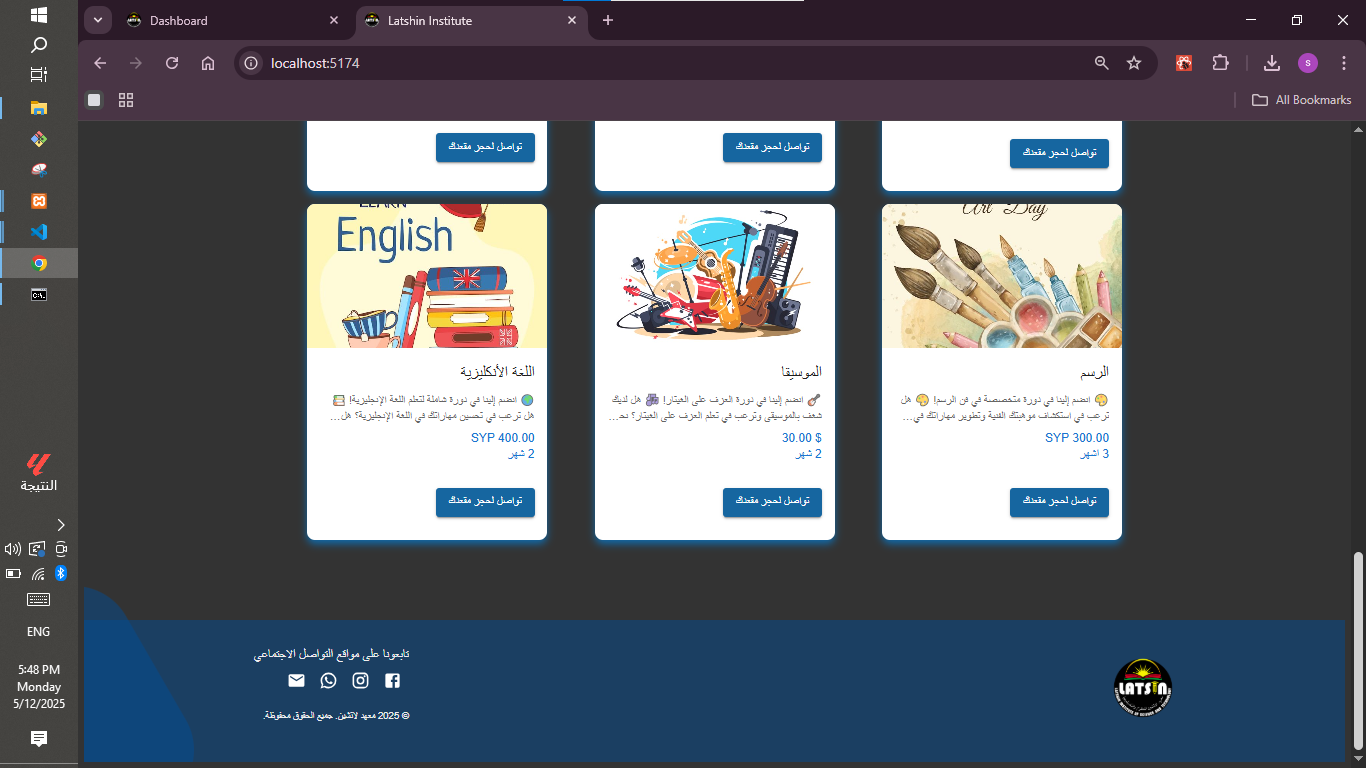 Dashboard
Latshin Institute
localhost:5174
s
All Bookmarks
تواصل لحجز مقعدك
تواصل لحجز مقعدك
تواصل لحجز مقعدك
LEARN
English
Art Day
الرسم
🎨 انضم إلينا في دورة متخصصة في فن الرسم! 🎨 هل
ترغب في استكشاف موهبتك الفنية وتطوير مهاراتك في...
SYP 300.00
3 اشهر
تواصل لحجز مقعدك
الموسيقا
🎸 انضم إلينا في دورة العزف على الغيتار! 🎶 هل لديك
شغف بالموسيقى وترغب في تعلم العزف على الغيتار؟ نحـ...
30.00 $
2 شهر
تواصل لحجز مقعدك
اللغة الأنكليزية
🌍 انضم إلينا في دورة شاملة لتعلم اللغة الإنجليزية! 📚
هل ترغب في تحسين مهاراتك في اللغة الإنجليزية؟ هل...
SYP 400.00
2 شهر
تواصل لحجز مقعدك
LATSIN
تابعونا على مواقع التواصل الاجتماعي
© 2025 معهد لاتشين. جميع الحقوق محفوظة.
النتيجة
ENG
5:48 PM
Monday
5/12/2025